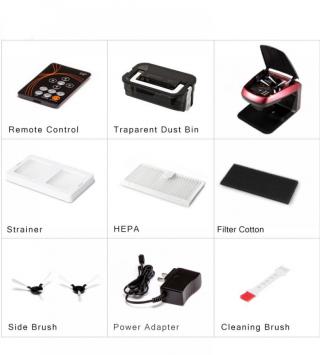 Remote Control
Traparent Dust Bin
Strainer
HEPA
Filter Cotton
Side Brush
Power Adapter
Cleaning Brush